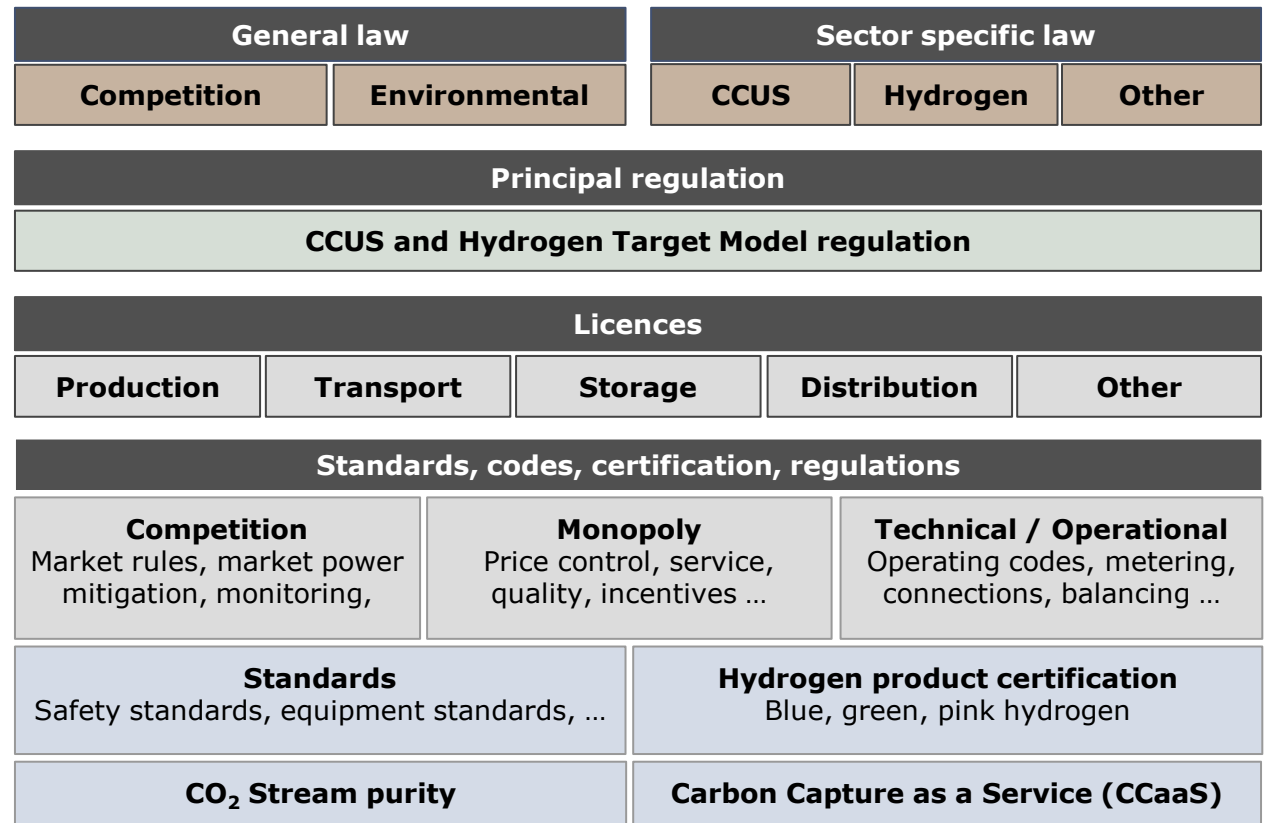 General law
Sector specific law
Competition
Environmental
CCUS
Hydrogen
Other
Principal regulation
CCUS and Hydrogen Target Model regulation
Licences
Production
Transport
Storage
Distribution
Other
Standards, codes, certification, regulations
Competition
Market rules, market power
mitigation, monitoring,
Monopoly
Price control, service,
quality, incentives …
Technical / Operational
Operating codes, metering,
connections, balancing …
Standards
Safety standards, equipment standards, …
Hydrogen product certification
Blue, green, pink hydrogen
CO₂ Stream purity
Carbon Capture as a Service (CCaaS)